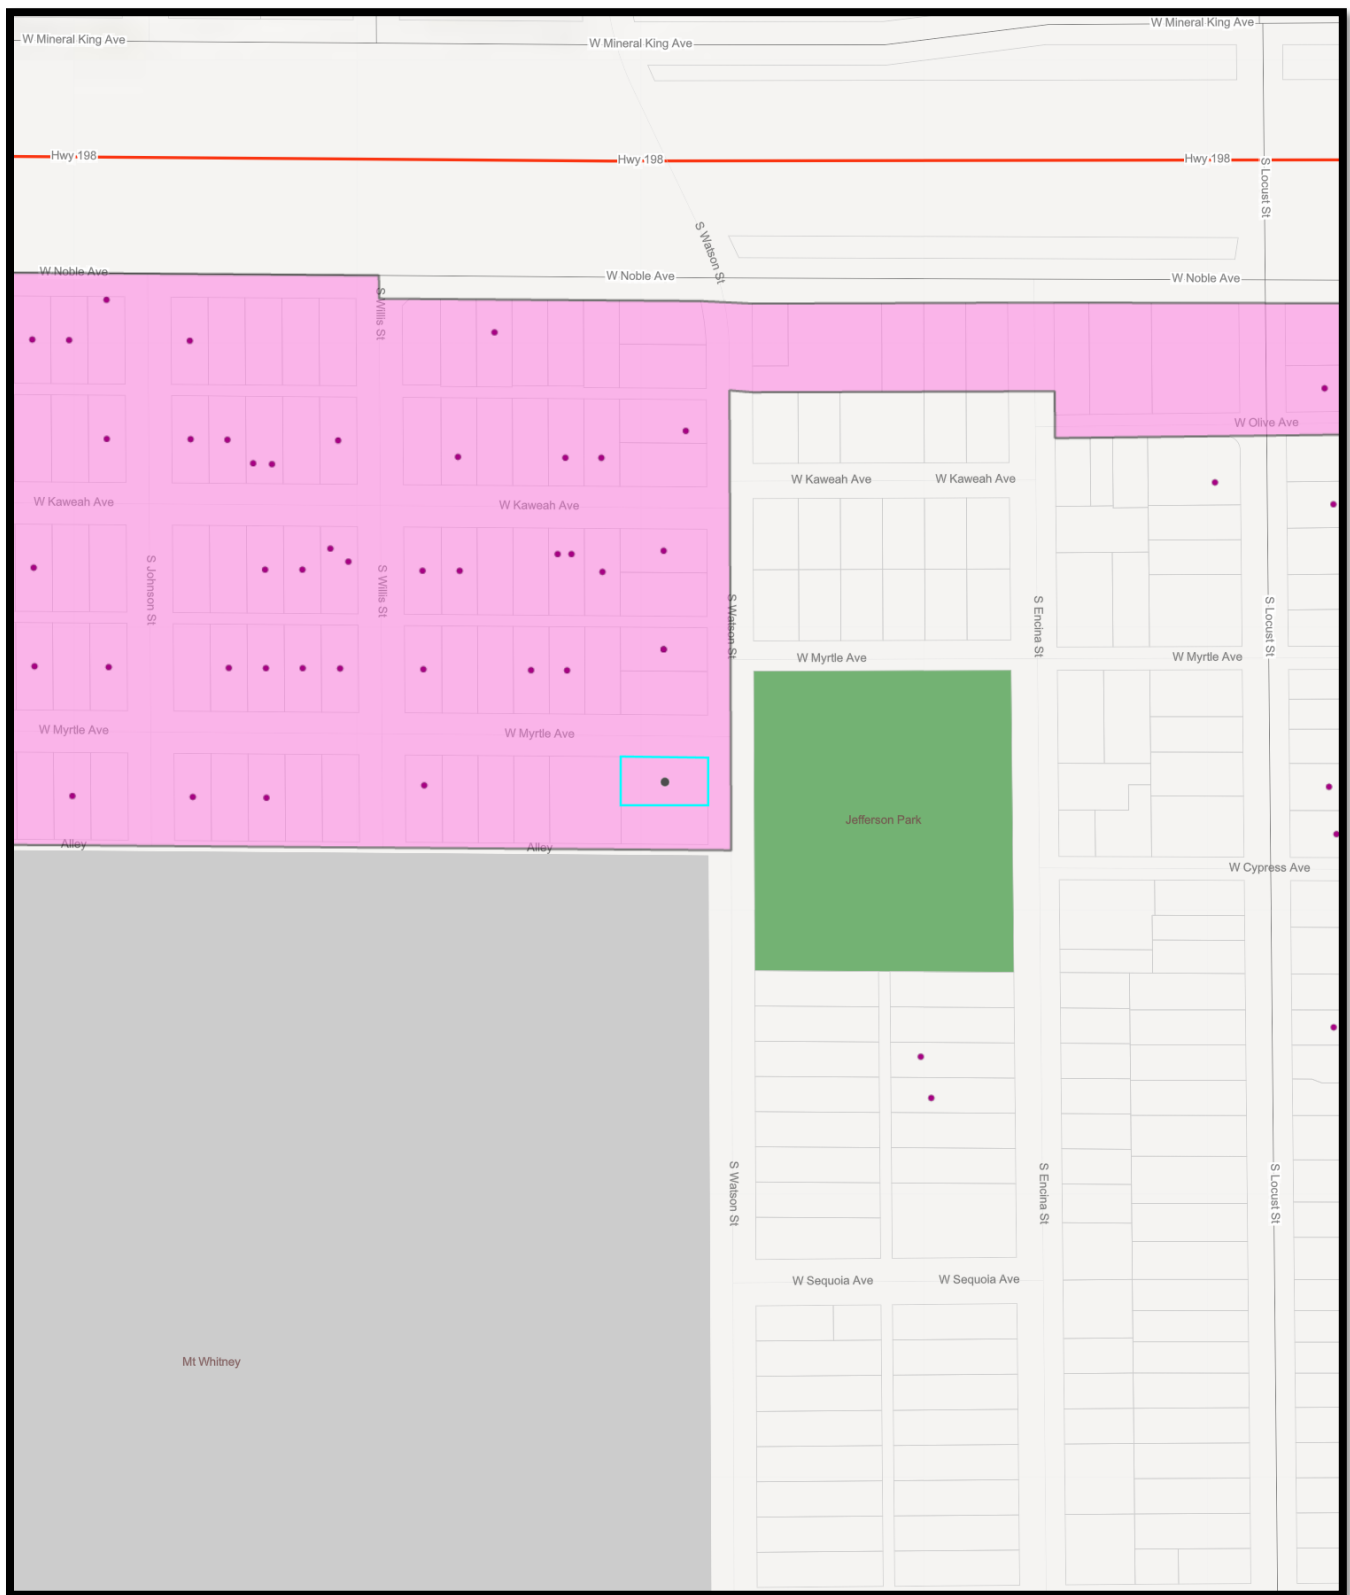 W Mineral King Ave
W Mineral King Ave
W Mineral King Ave
Hwy 198
Hwy 198
Hwy 198
S Locust St
S Watson St
W Noble Ave
W Noble Ave
W Noble Ave
S Willis St
W Olive Ave
W Kaweah Ave
W Kaweah Ave
W Kaweah Ave
W Kaweah Ave
S Johnson St
S Willis St
S Watson St
S Encina St
S Locust St
W Myrtle Ave
W Myrtle Ave
W Myrtle Ave
W Myrtle Ave
Jefferson Park
Alley
Alley
W Cypress Ave
S Watson St
S Encina St
S Locust St
W Sequoia Ave
W Sequoia Ave
Mt Whitney